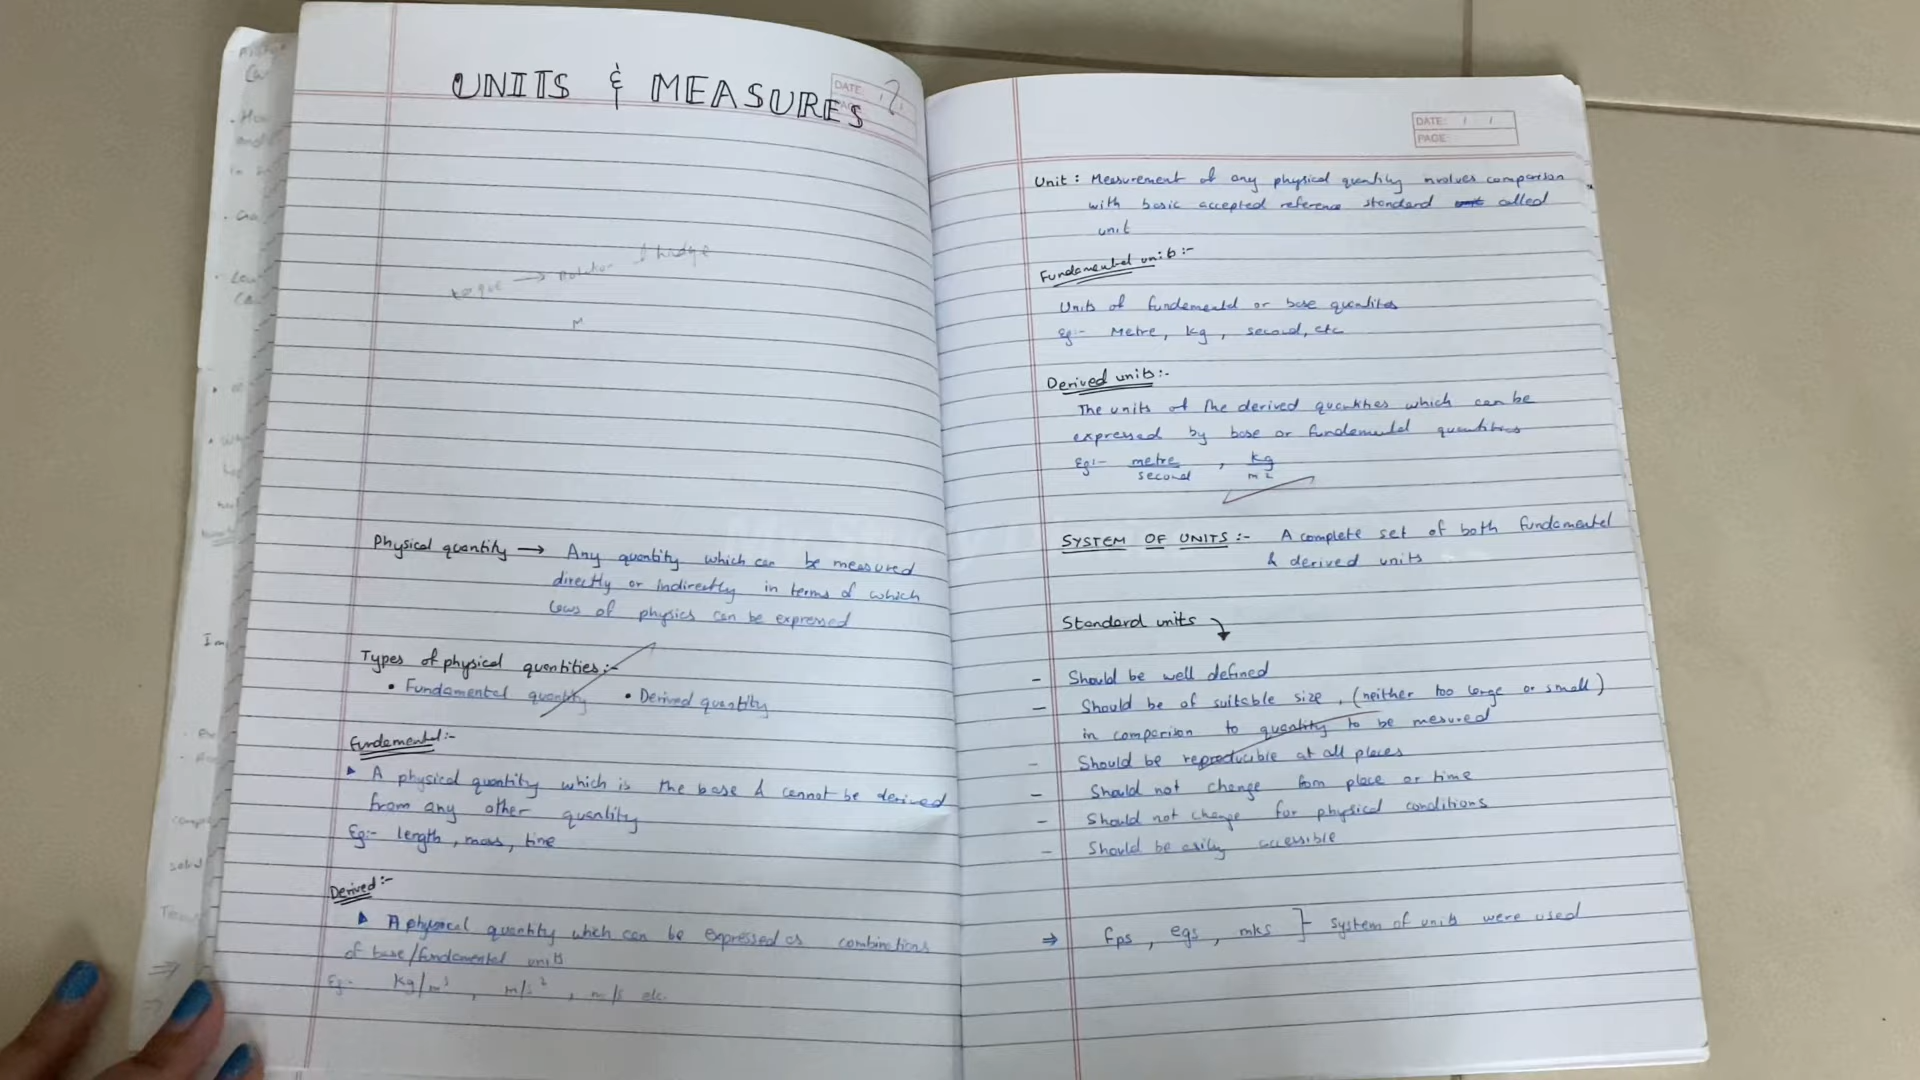 UNITS & MEASURES
DATE:
PAGE:
torque → Rotation
M
Physical quantity → Any quantity which can be measured
directly or indirectly in terms of which
laws of physics can be expressed
Types of physical quantities:-
• Fundamental quantity • Derived quantity
Fundamental:-
A physical quantity which is the base & cannot be derived
from any other quantity
Eg:- length, mass, time
Derived:-
A physical quantity which can be expressed as combinations
of base/fundamental units
Eg:- kg/m³, m/s², m/s etc.
DATE: / /
PAGE:
Unit: Measurement of any physical quantity involves comparison
with basic accepted reference standard called
unit
Fundamental units:-
Units of fundemental or base quantites
Eg:- Metre, kg, second, etc
Derived units:-
The units of the derived quantities which can be
expressed by base or fundemental quantities
Eg:- metre/second, kg/m²
SYSTEM OF UNITS:- A complete set of both fundamental
& derived units
Standard units
- Should be well defined
- Should be of suitable size, (neither too large or small)
in comparison to quantity to be mesured
- Should be reproducible at all places
- Should not change from place or time
- Should not change for physical conditions
- Should be easily accessible
⇒ fps, cgs, mks } system of units were used